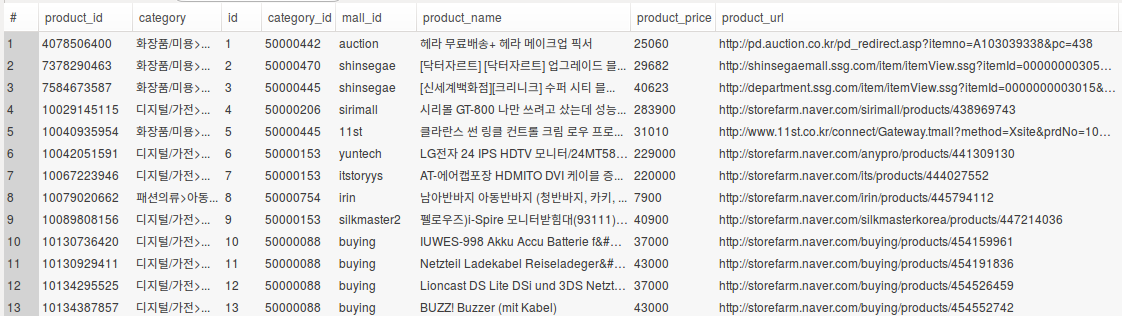 # product_id category id category_id mall_id product_name product_price product_url
1 4078506400 화장품/미용>... 1 50000442 auction 헤라 무료배송+ 헤라 메이크업 픽서 25060 http://pd.auction.co.kr/pd_redirect.asp?itemno=A103039338&pc=438
2 7378290463 화장품/미용>... 2 50000470 shinsegae [닥터자르트] [닥터자르트] 업그레이드 블... 29682 http://shinsegaemall.ssg.com/item/itemView.ssg?itemId=00000000305...
3 7584673587 화장품/미용>... 3 50000445 shinsegae [신세계백화점][크리니크] 수퍼 시티 블... 40623 http://department.ssg.com/item/itemView.ssg?itemId=0000000003015&...
4 10029145115 디지털/가전>... 4 50000206 sirimall 시리몰 GT-800 나만 쓰려고 샀는데 성능... 283900 http://storefarm.naver.com/sirimall/products/438969743
5 10040935954 화장품/미용>... 5 50000445 11st 클라란스 썬 링클 컨트롤 크림 로우 프로... 31010 http://www.11st.co.kr/connect/Gateway.tmall?method=Xsite&prdNo=10...
6 10042051591 디지털/가전>... 6 50000153 yuntech LG전자 24 IPS HDTV 모니터/24MT58... 229000 http://storefarm.naver.com/anypro/products/441309130
7 10067223946 디지털/가전>... 7 50000153 itstoryys AT-에어캡포장 HDMITO DVI 케이블 증... 220000 http://storefarm.naver.com/its/products/444027552
8 10079020662 패션의류>아동... 8 50000754 irin 남아반바지 아동반바지 (청반바지, 카키, ... 7900 http://storefarm.naver.com/irin/products/445794112
9 10089808156 디지털/가전>... 9 50000153 silkmaster2 펠로우즈)i-Spire 모니터받힘대(93111)... 40900 http://storefarm.naver.com/silkmasterkorea/products/447214036
10 10130736420 디지털/가전>... 10 50000088 buying IUWES-998 Akku Accu Batterie f&#... 37000 http://storefarm.naver.com/buying/products/454159961
11 10130929411 디지털/가전>... 11 50000088 buying Netzteil Ladekabel Reiseladeger&#... 43000 http://storefarm.naver.com/buying/products/454191836
12 10134295525 디지털/가전>... 12 50000088 buying Lioncast DS Lite DSi und 3DS Netzt... 37000 http://storefarm.naver.com/buying/products/454526459
13 10134387857 디지털/가전>... 13 50000088 buying BUZZ! Buzzer (mit Kabel) 43000 http://storefarm.naver.com/buying/products/454552742